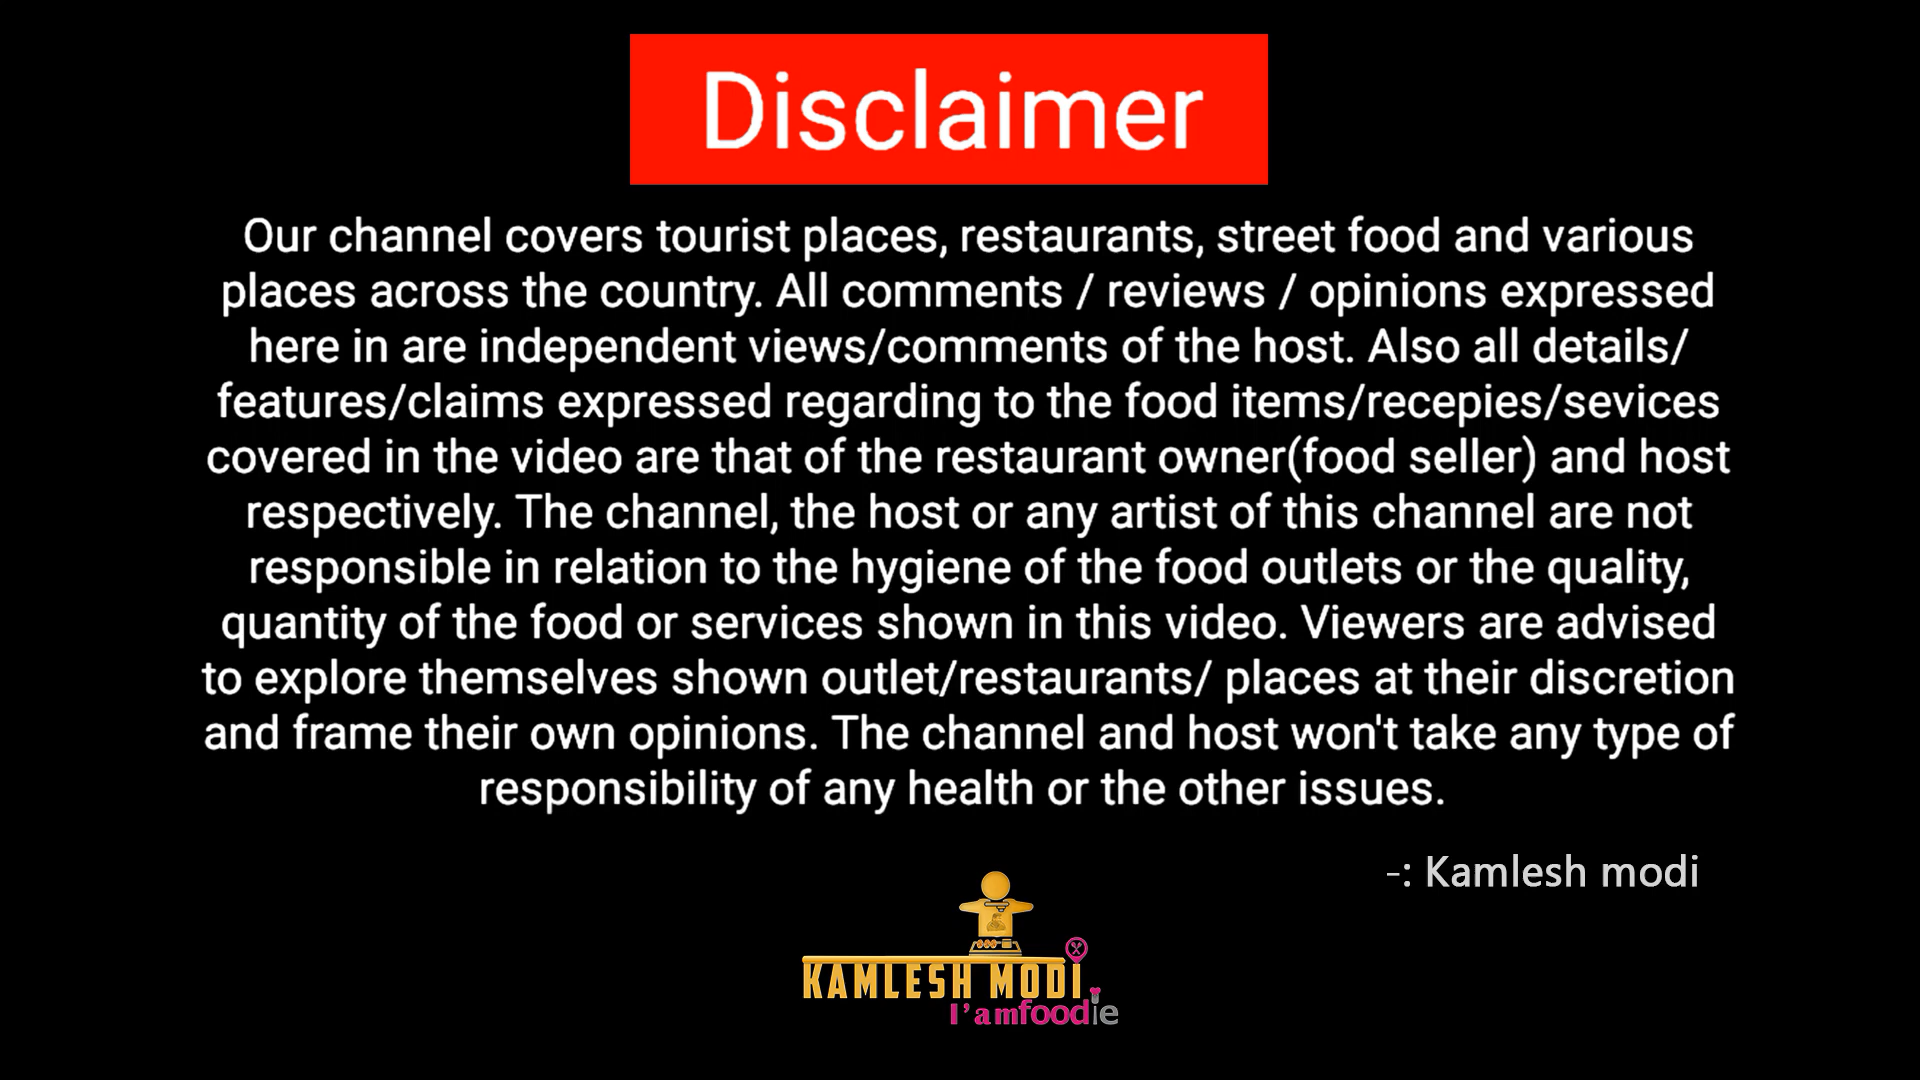 Disclaimer
Our channel covers tourist places, restaurants, street food and various
places across the country. All comments / reviews / opinions expressed
here in are independent views/comments of the host. Also all details/
features/claims expressed regarding to the food items/recepies/sevices
covered in the video are that of the restaurant owner(food seller) and host
respectively. The channel, the host or any artist of this channel are not
responsible in relation to the hygiene of the food outlets or the quality,
quantity of the food or services shown in this video. Viewers are advised
to explore themselves shown outlet/restaurants/ places at their discretion
and frame their own opinions. The channel and host won't take any type of
responsibility of any health or the other issues.
-: Kamlesh modi
KAMLESH MODI
I'amfoodie